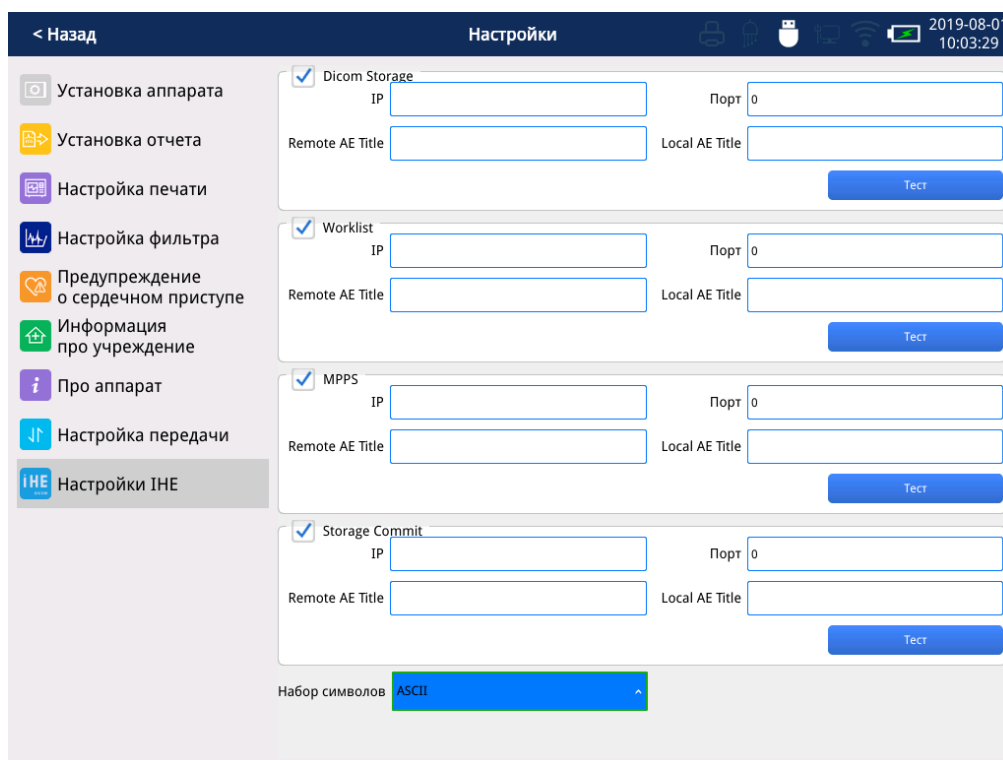 < Назад
Настройки
2019-08-01
10:03:29
Установка аппарата
Установка отчета
Настройка печати
Настройка фильтра
Предупреждение
о сердечном приступе
Информация
про учреждение
Про аппарат
Настройка передачи
iHE
Настройки IHE
Dicom Storage
IP
Порт 0
Remote AE Title
Local AE Title
Тест
Worklist
IP
Порт 0
Remote AE Title
Local AE Title
Тест
MPPS
IP
Порт 0
Remote AE Title
Local AE Title
Тест
Storage Commit
IP
Порт 0
Remote AE Title
Local AE Title
Тест
Набор символов ASCII